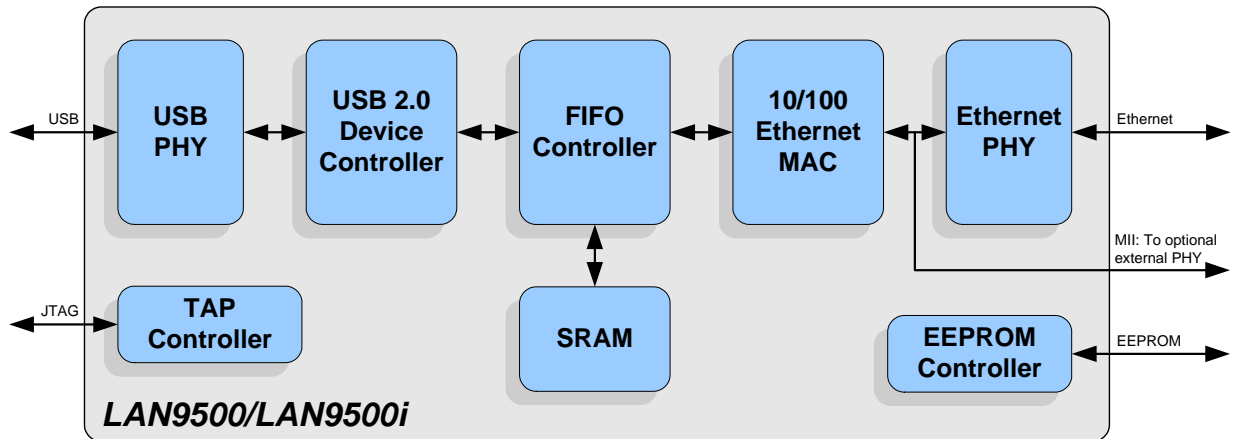 USB
USB
PHY
USB 2.0
Device
Controller
FIFO
Controller
10/100
Ethernet
MAC
Ethernet
PHY
Ethernet
MII: To optional
external PHY
JTAG
TAP
Controller
SRAM
EEPROM
Controller
EEPROM
LAN9500/LAN9500i